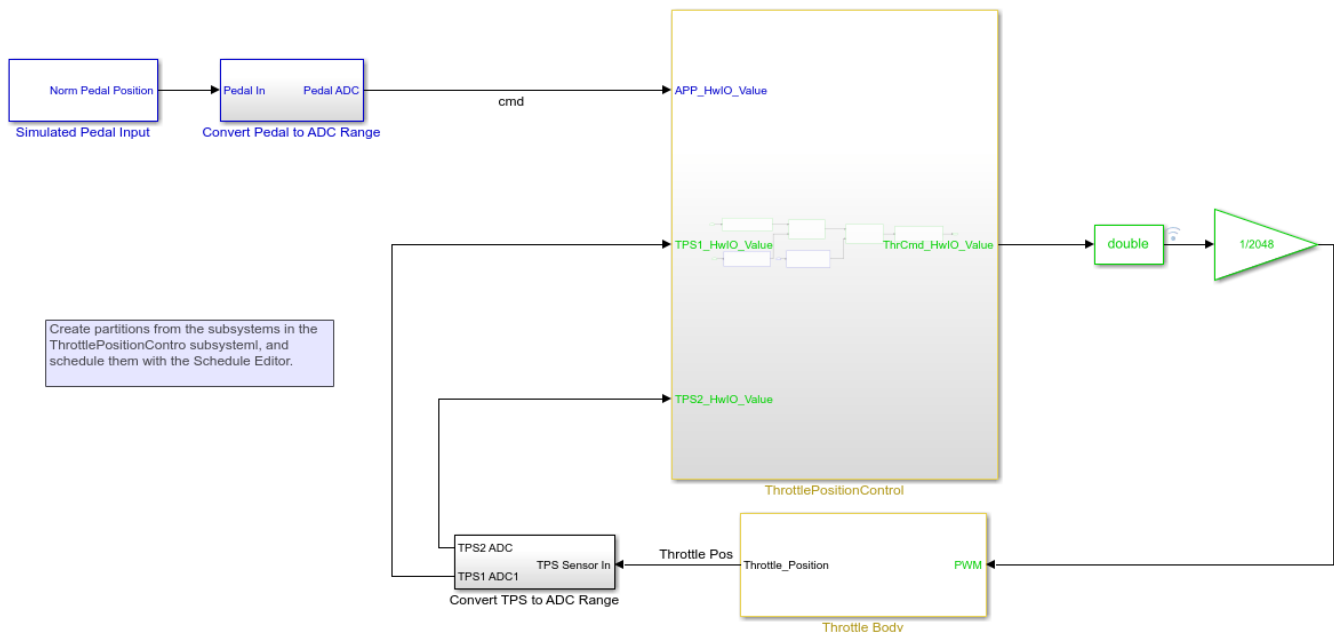 Norm Pedal Position
Simulated Pedal Input
Pedal In
Pedal ADC
Convert Pedal to ADC Range
cmd
APP_HwIO_Value
TPS1_HwIO_Value
ThrCmd_HwIO_Value
TPS2_HwIO_Value
ThrottlePositionControl
double
1/2048
Create partitions from the subsystems in the
ThrottlePositionContro subsysteml, and
schedule them with the Schedule Editor.
TPS2 ADC
TPS1 ADC1
TPS Sensor In
Convert TPS to ADC Range
Throttle Pos
Throttle_Position
PWM
Throttle Body